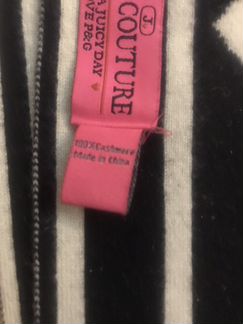 J
COUTURE
A JUICY DAY
VE P&G
100%Cashmere
Made in China